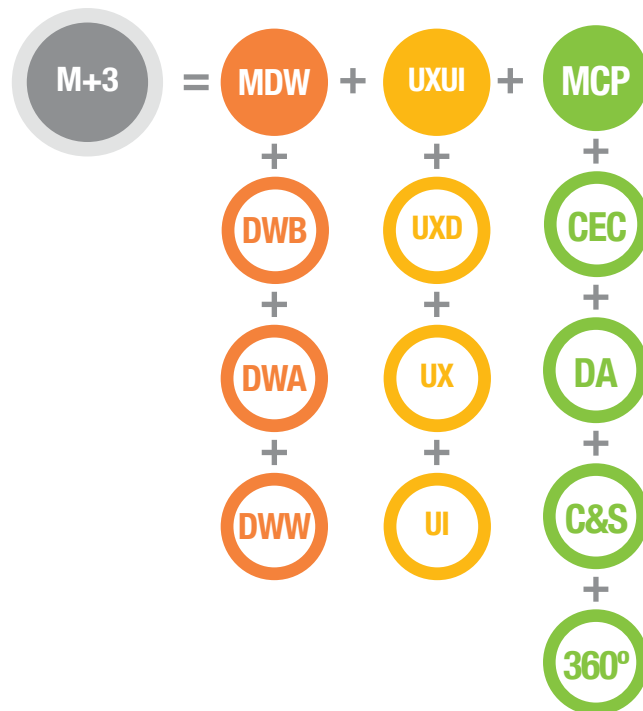 M+3 = MDW + UXUI + MCP
+ + +
DWB UXD CEC
+ + +
DWA UX DA
+ + +
DWW UI C&S
+
360º